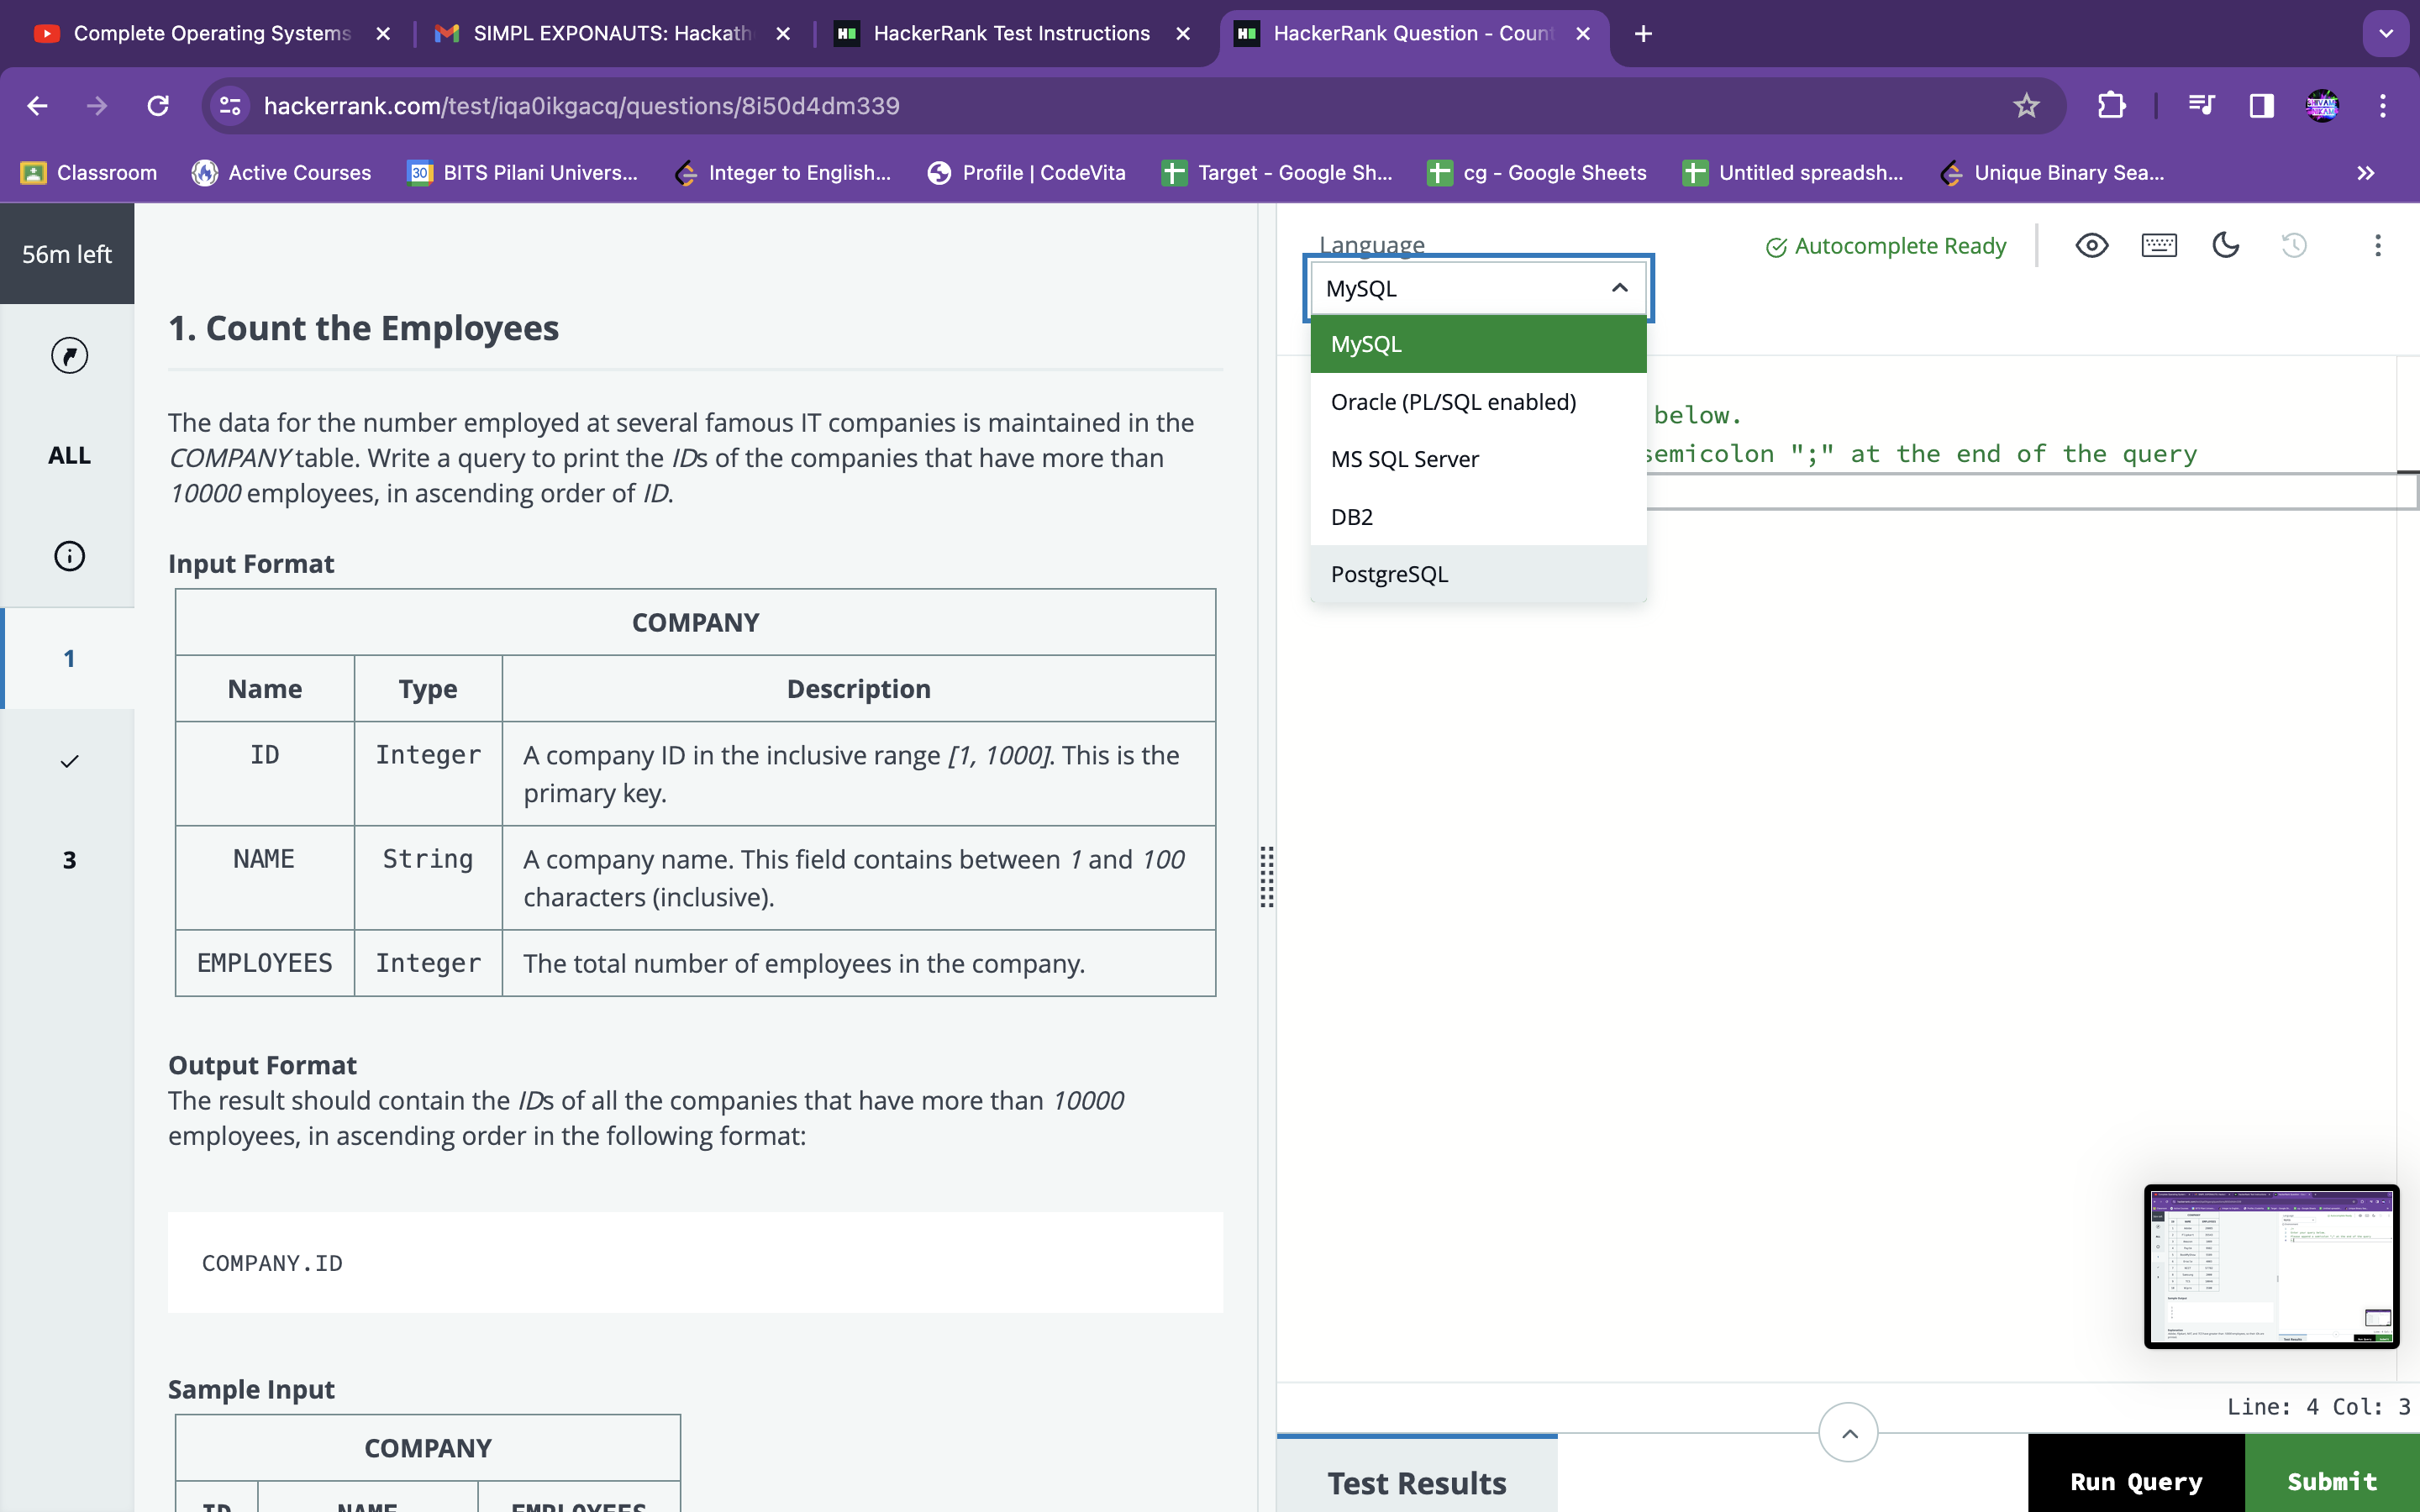 Complete Operating Systems
SIMPL EXPONAUTS: Hackath
HackerRank Test Instructions
HackerRank Question - Coun
hackerrank.com/test/iqa0ikgacq/questions/8i50d4dm339
Classroom
Active Courses
30
BITS Pilani Univers...
Integer to English...
Profile | CodeVita
Target - Google Sh...
cg - Google Sheets
Untitled spreadsh...
Unique Binary Sea...
56m left
ALL
1
3
1. Count the Employees
The data for the number employed at several famous IT companies is maintained in the
COMPANY table. Write a query to print the IDs of the companies that have more than
10000 employees, in ascending order of ID.
Input Format
COMPANY
Name Type Description
ID Integer A company ID in the inclusive range [1, 1000]. This is the
primary key.
NAME String A company name. This field contains between 1 and 100
characters (inclusive).
EMPLOYEES Integer The total number of employees in the company.
Output Format
The result should contain the IDs of all the companies that have more than 10000
employees, in ascending order in the following format:
COMPANY.ID
Sample Input
COMPANY
ID NAME EMPLOYEES
Language
Autocomplete Ready
MySQL
MySQL
Oracle (PL/SQL enabled)
MS SQL Server
DB2
PostgreSQL
below.
semicolon ";" at the end of the query
Line: 4 Col: 3
Test Results
Run Query
Submit